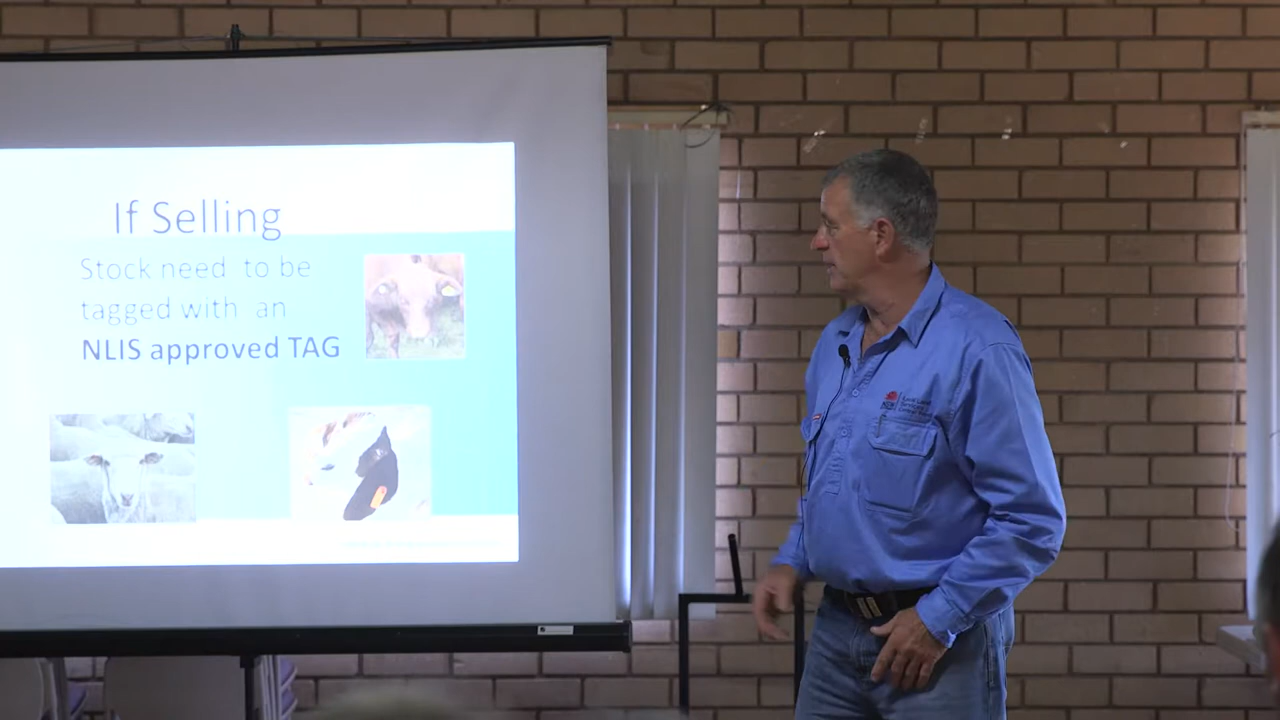 If Selling
Stock need to be
tagged with an
NLIS approved TAG